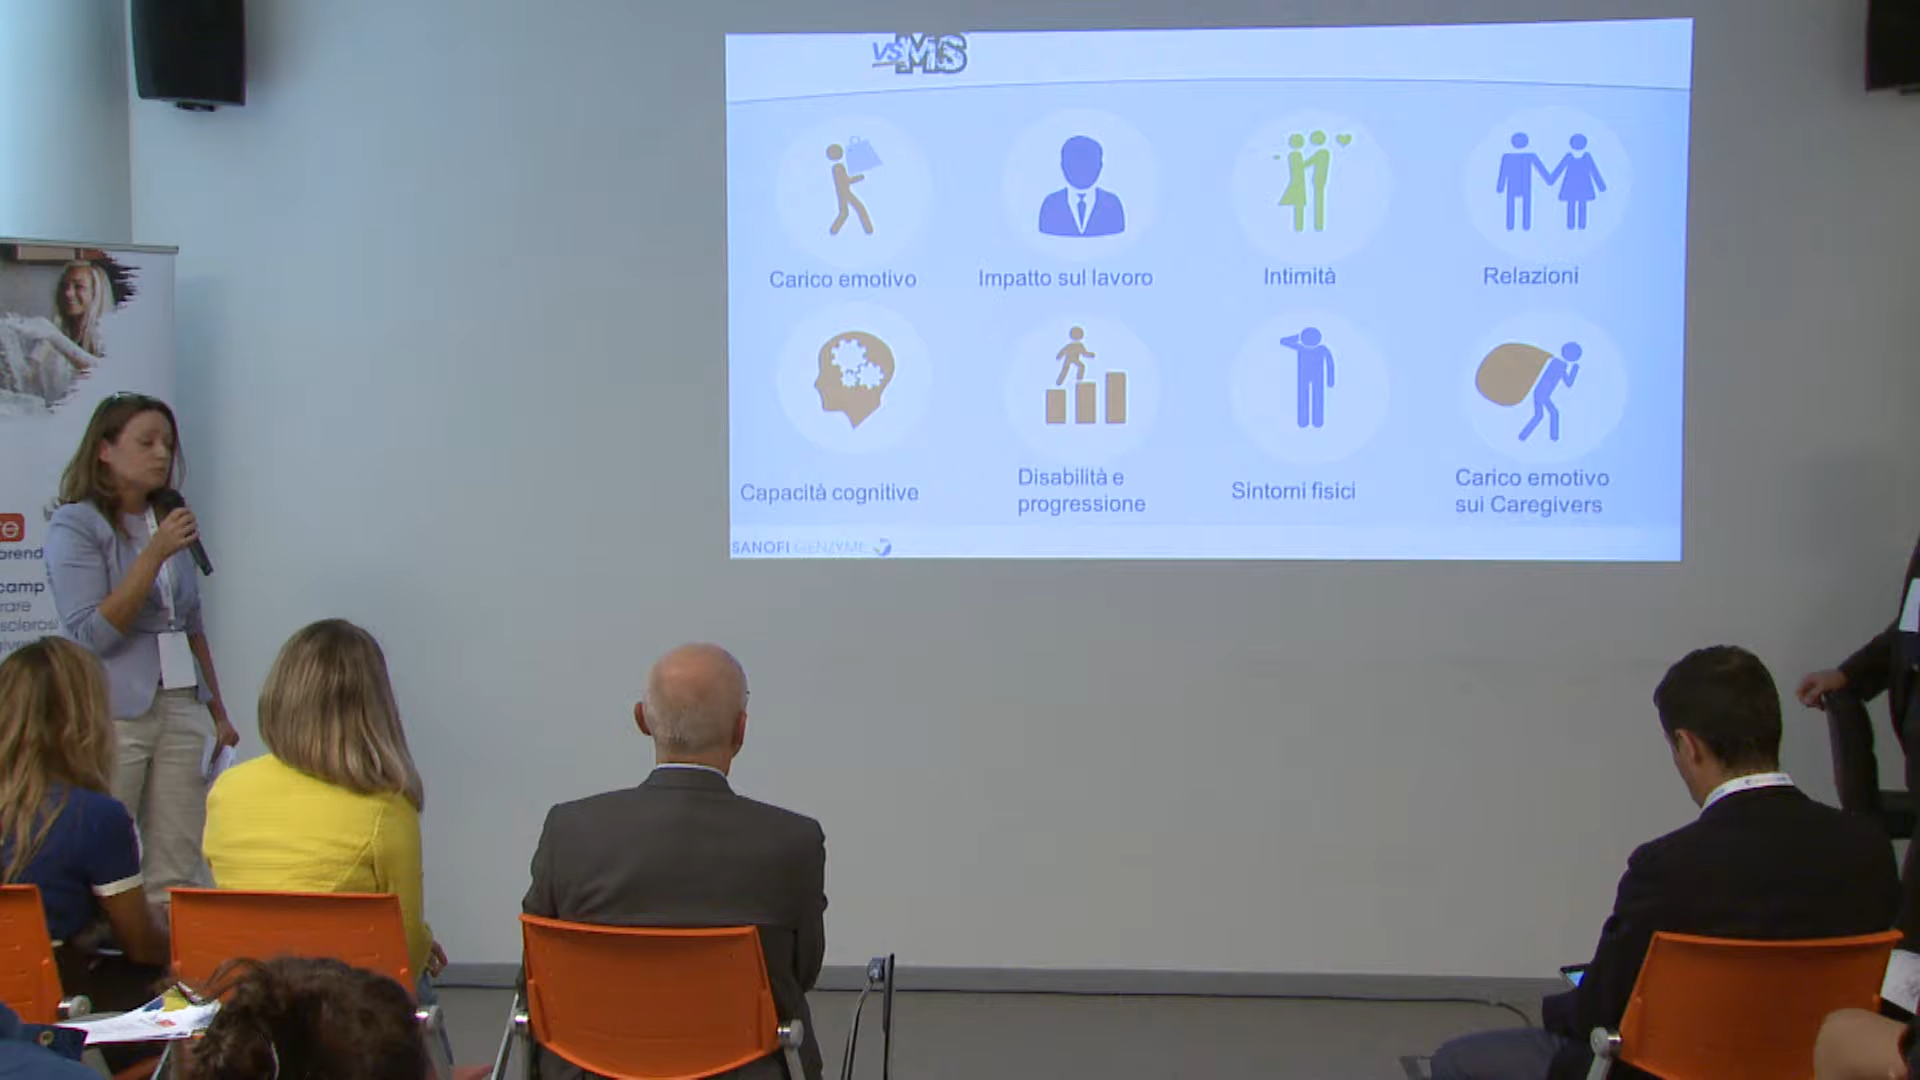 vsMS
Carico emotivo
Impatto sul lavoro
Intimità
Relazioni
Capacità cognitive
Disabilità e
progressione
Sintomi fisici
Carico emotivo
sui Caregivers
SANOFI GENZYME
camp